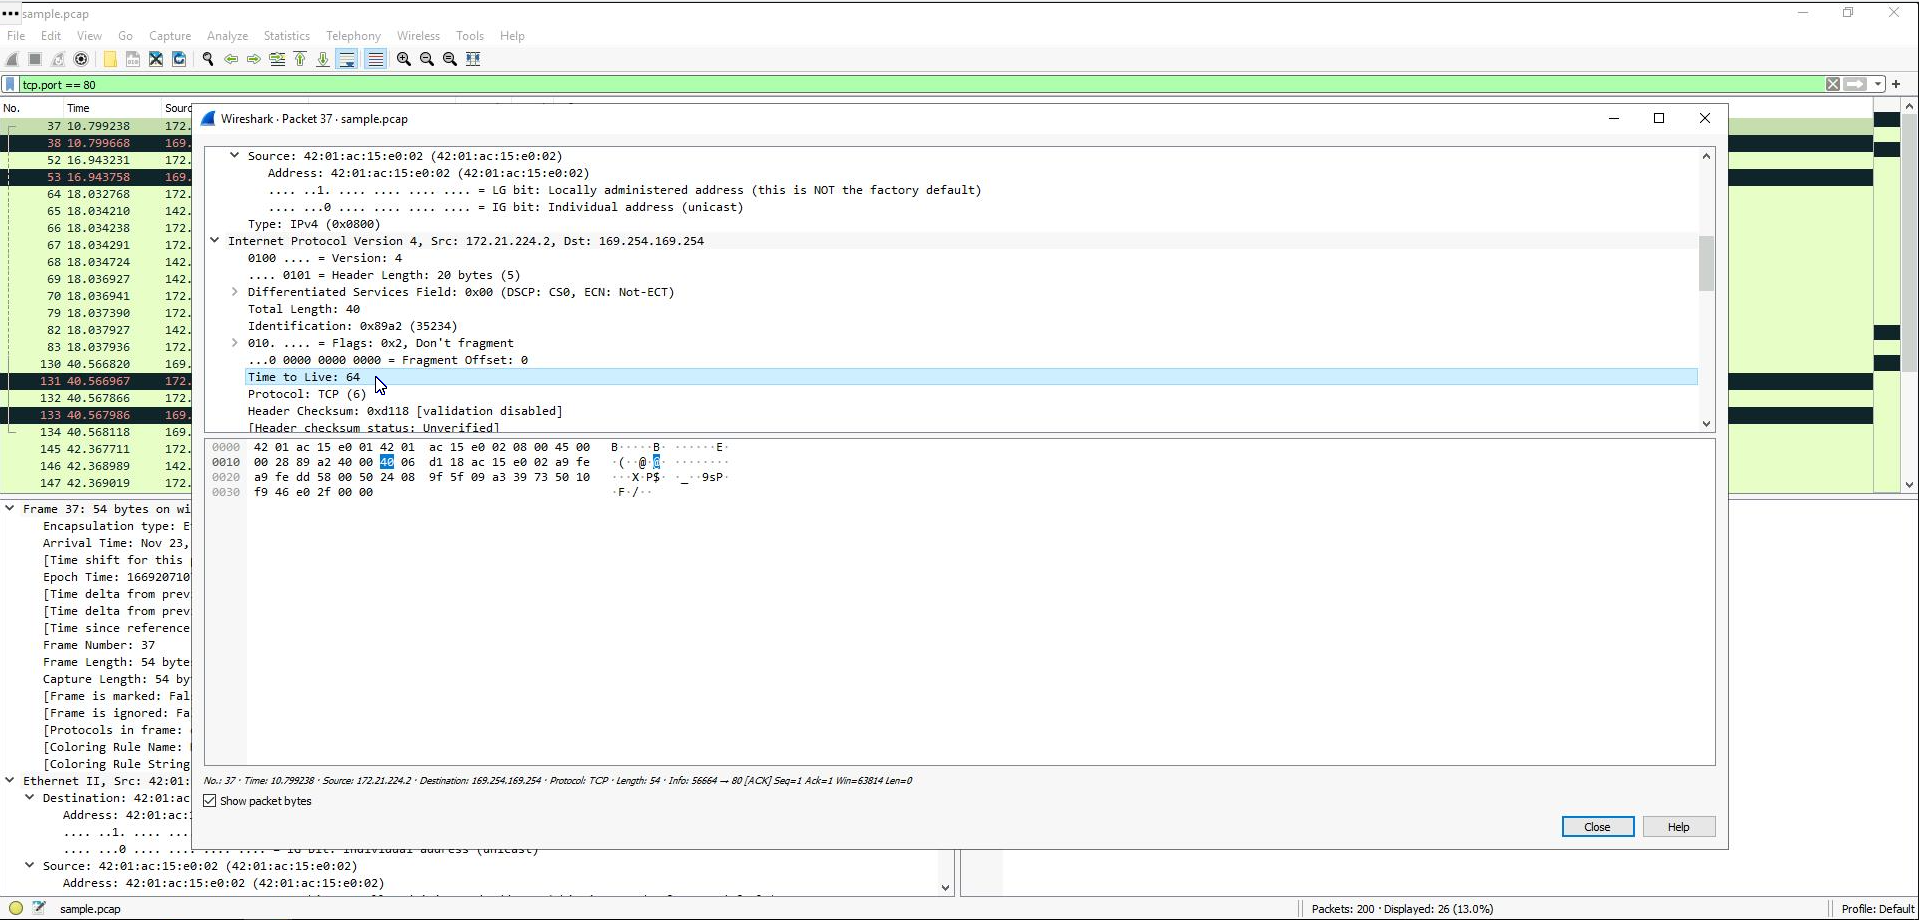 sample.pcap
File Edit View Go Capture Analyze Statistics Telephony Wireless Tools Help
tcp.port == 80
No. Time Sourc
37 10.799238 172.
38 10.799668 169.
52 16.943231 172.
53 16.943758 169.
64 18.032768 172.
65 18.034210 142.
66 18.034238 172.
67 18.034291 172.
68 18.034724 142.
69 18.036927 142.
70 18.036941 172.
79 18.037390 172.
82 18.037927 142.
83 18.037936 172.
130 40.566820 169.
131 40.566967 172.
132 40.567866 172.
133 40.567986 169.
134 40.568118 169.
145 42.367711 172.
146 42.368989 142.
147 42.369019 172.
Wireshark · Packet 37 · sample.pcap
Source: 42:01:ac:15:e0:02 (42:01:ac:15:e0:02)
Address: 42:01:ac:15:e0:02 (42:01:ac:15:e0:02)
.... ..1. .... .... .... .... = LG bit: Locally administered address (this is NOT the factory default)
.... ...0 .... .... .... .... = IG bit: Individual address (unicast)
Type: IPv4 (0x0800)
Internet Protocol Version 4, Src: 172.21.224.2, Dst: 169.254.169.254
0100 .... = Version: 4
.... 0101 = Header Length: 20 bytes (5)
Differentiated Services Field: 0x00 (DSCP: CS0, ECN: Not-ECT)
Total Length: 40
Identification: 0x89a2 (35234)
010. .... = Flags: 0x2, Don't fragment
...0 0000 0000 0000 = Fragment Offset: 0
Time to Live: 64
Protocol: TCP (6)
Header Checksum: 0xd118 [validation disabled]
[Header checksum status: Unverified]
0000 42 01 ac 15 e0 01 42 01 ac 15 e0 02 08 00 45 00 B·····B· ······E·
0010 00 28 89 a2 40 00 40 06 d1 18 ac 15 e0 02 a9 fe ·(··@·@· ········
0020 a9 fe dd 58 00 50 24 08 9f 5f 09 a3 39 73 50 10 ···X·P$· ·_··9sP·
0030 f9 46 e0 2f 00 00 ·F·/··
No.: 37 · Time: 10.799238 · Source: 172.21.224.2 · Destination: 169.254.169.254 · Protocol: TCP · Length: 54 · Info: 56664 → 80 [ACK] Seq=1 Ack=1 Win=63814 Len=0
Show packet bytes
Close Help
Frame 37: 54 bytes on wi
Encapsulation type: E
Arrival Time: Nov 23,
[Time shift for this
Epoch Time: 166920710
[Time delta from prev
[Time delta from prev
[Time since reference
Frame Number: 37
Frame Length: 54 byte
Capture Length: 54 by
[Frame is marked: Fal
[Frame is ignored: Fa
[Protocols in frame:
[Coloring Rule Name:
[Coloring Rule String
Ethernet II, Src: 42:01:
Destination: 42:01:ac
Address: 42:01:ac:
.... ..1. .... ...
.... ...0 .... .... .... .... = IG bit: Individual address (unicast)
Source: 42:01:ac:15:e0:02 (42:01:ac:15:e0:02)
Address: 42:01:ac:15:e0:02 (42:01:ac:15:e0:02)
sample.pcap
Packets: 200 · Displayed: 26 (13.0%)
Profile: Default